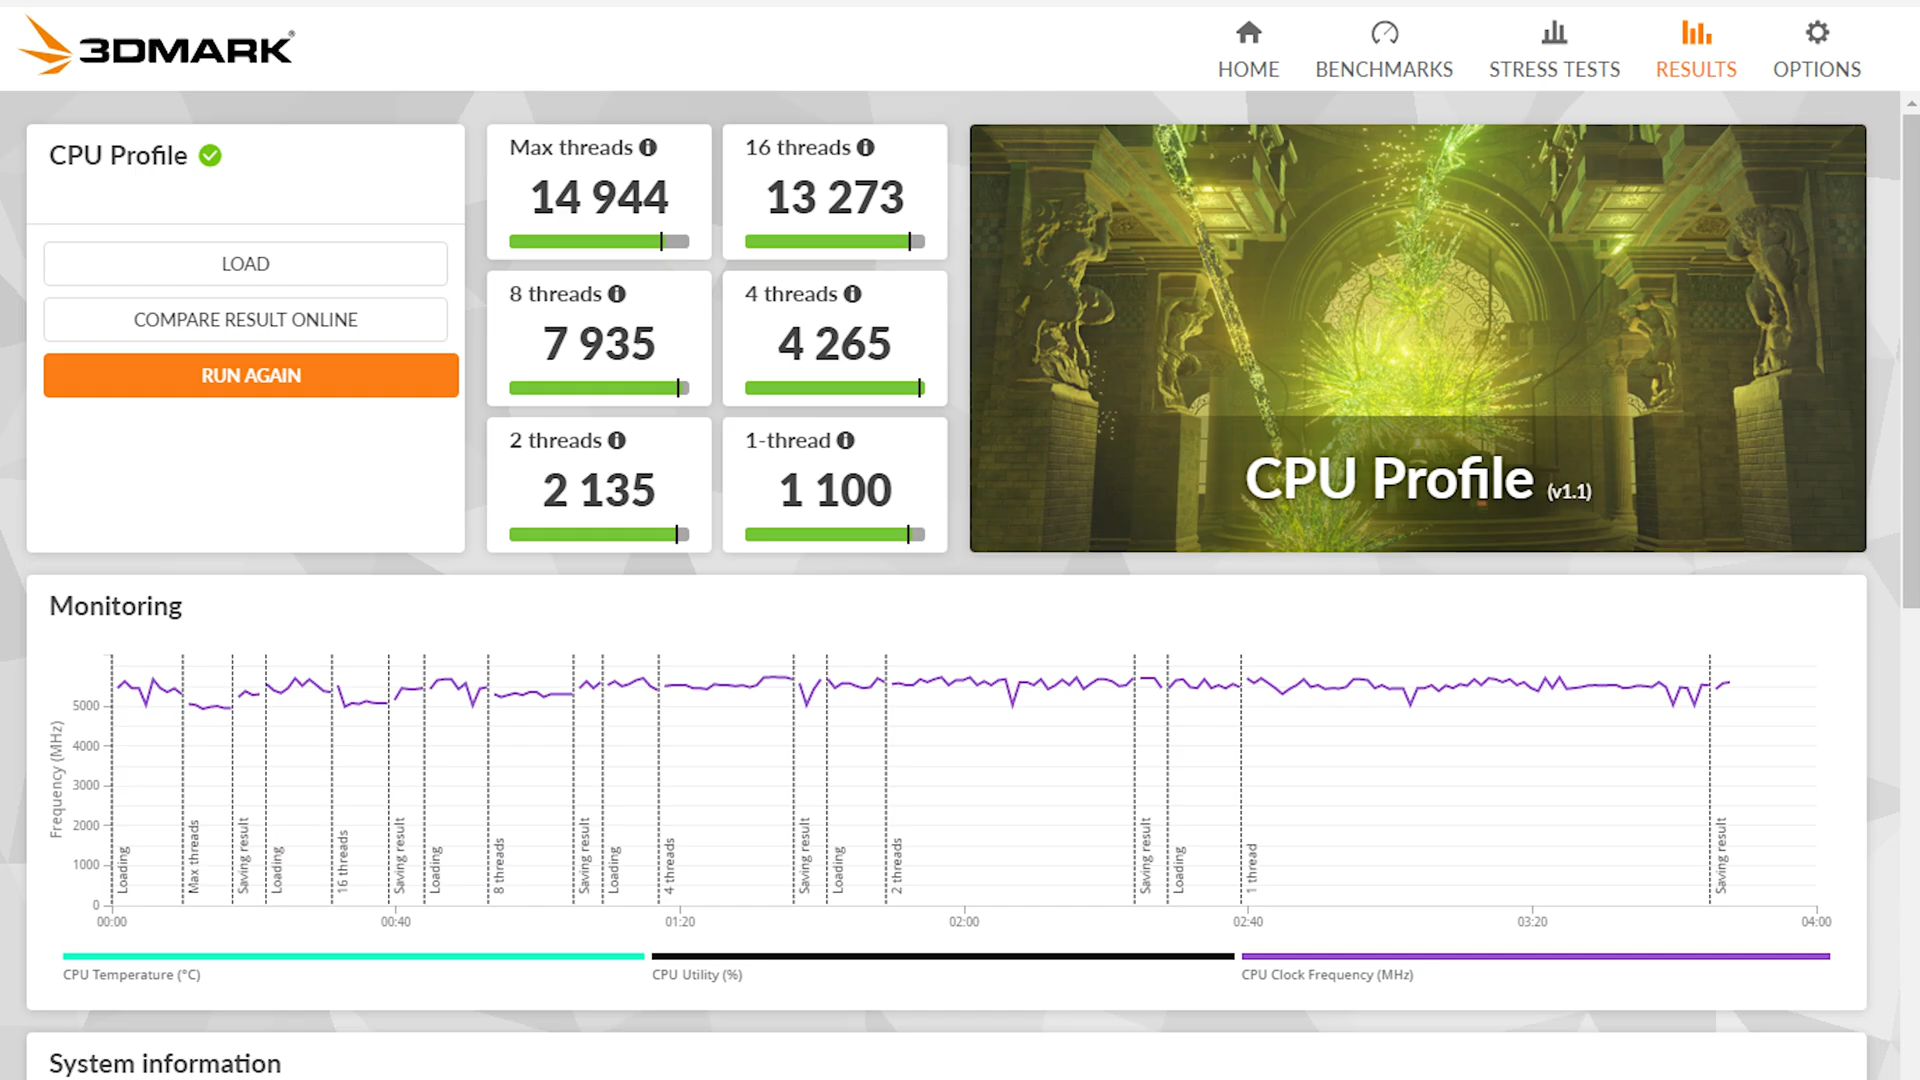 3DMARK®
HOME
BENCHMARKS
STRESS TESTS
RESULTS
OPTIONS
CPU Profile
LOAD
COMPARE RESULT ONLINE
RUN AGAIN
Max threads
14 944
16 threads
13 273
8 threads
7 935
4 threads
4 265
2 threads
2 135
1-thread
1 100
CPU Profile (v1.1)
Monitoring
Frequency (MHz)
5000
4000
3000
2000
1000
0
Loading
Max threads
Saving result
Loading
16 threads
Saving result
Loading
8 threads
Saving result
Loading
4 threads
Saving result
Loading
2 threads
Saving result
Loading
1 thread
Saving result
00:00
00:40
01:20
02:00
02:40
03:20
04:00
CPU Temperature (°C)
CPU Utility (%)
CPU Clock Frequency (MHz)
System information